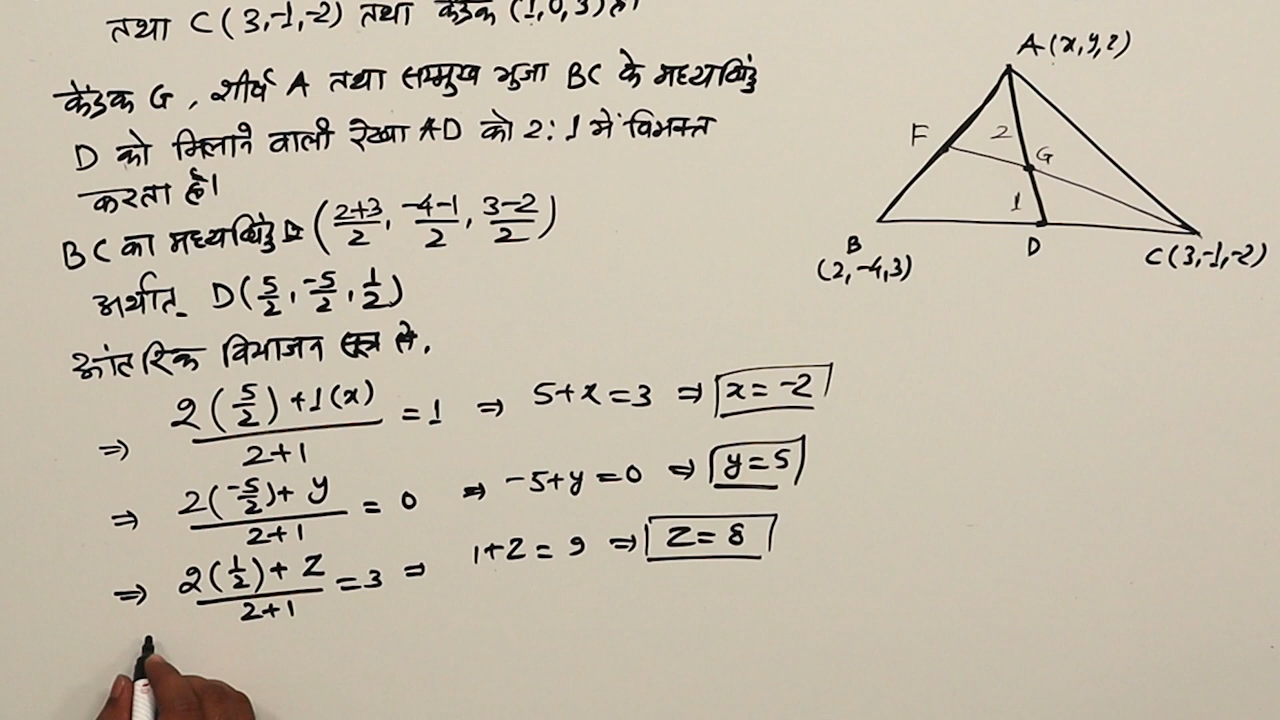 तथा C(3,-1,-2) तथा केंद्रक (1,0,3) है।
केंद्रक G, शीर्ष A तथा सम्मुख भुजा BC के मध्यबिंदु
D को मिलाने वाली रेखा AD को 2:1 में विभक्त
करता है।
BC का मध्यबिंदु D (2+3/2, -4-1/2, 3-2/2)
अर्थात् D(5/2, -5/2, 1/2)
आंतरिक विभाजन सूत्र से,
⇒ 2(5/2)+1(x)/2+1 = 1 ⇒ 5+x=3 ⇒ x=-2
⇒ 2(-5/2)+y/2+1 = 0 ⇒ -5+y=0 ⇒ y=5
⇒ 2(1/2)+z/2+1 = 3 ⇒ 1+z=9 ⇒ z=8
A(x,y,z)
F
2
G
1
B
D
C(3,-1,-2)
(2,-4,3)